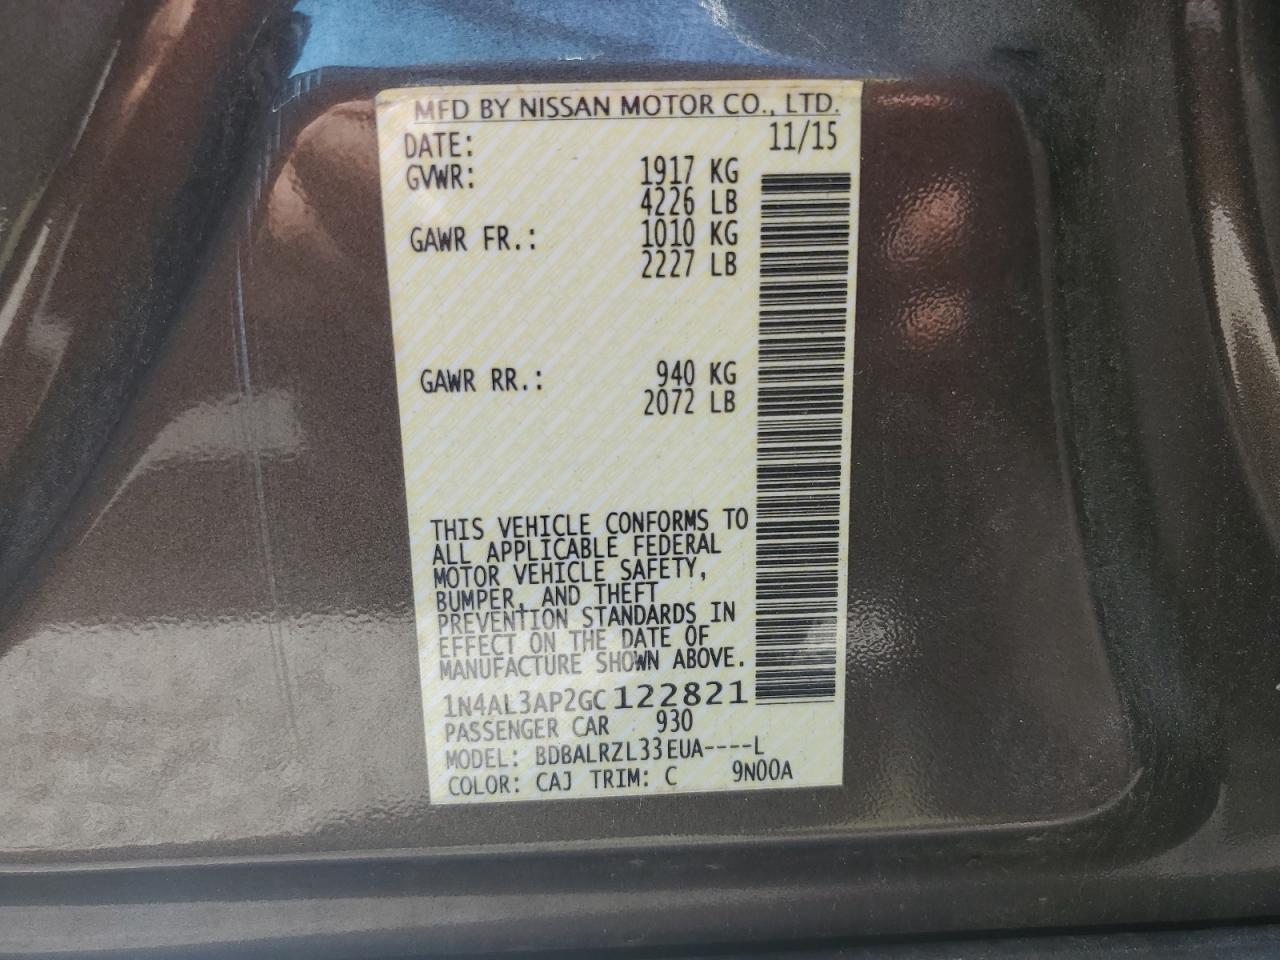 MFD BY NISSAN MOTOR CO., LTD.
DATE: 11/15
GVWR: 1917 KG
4226 LB
GAWR FR.: 1010 KG
2227 LB
GAWR RR.: 940 KG
2072 LB
THIS VEHICLE CONFORMS TO
ALL APPLICABLE FEDERAL
MOTOR VEHICLE SAFETY,
BUMPER, AND THEFT
PREVENTION STANDARDS IN
EFFECT ON THE DATE OF
MANUFACTURE SHOWN ABOVE.
1N4AL3AP2GC122821
PASSENGER CAR 930
MODEL: BDBALRZL33EUA----L
COLOR: CAJ TRIM: C 9N00A